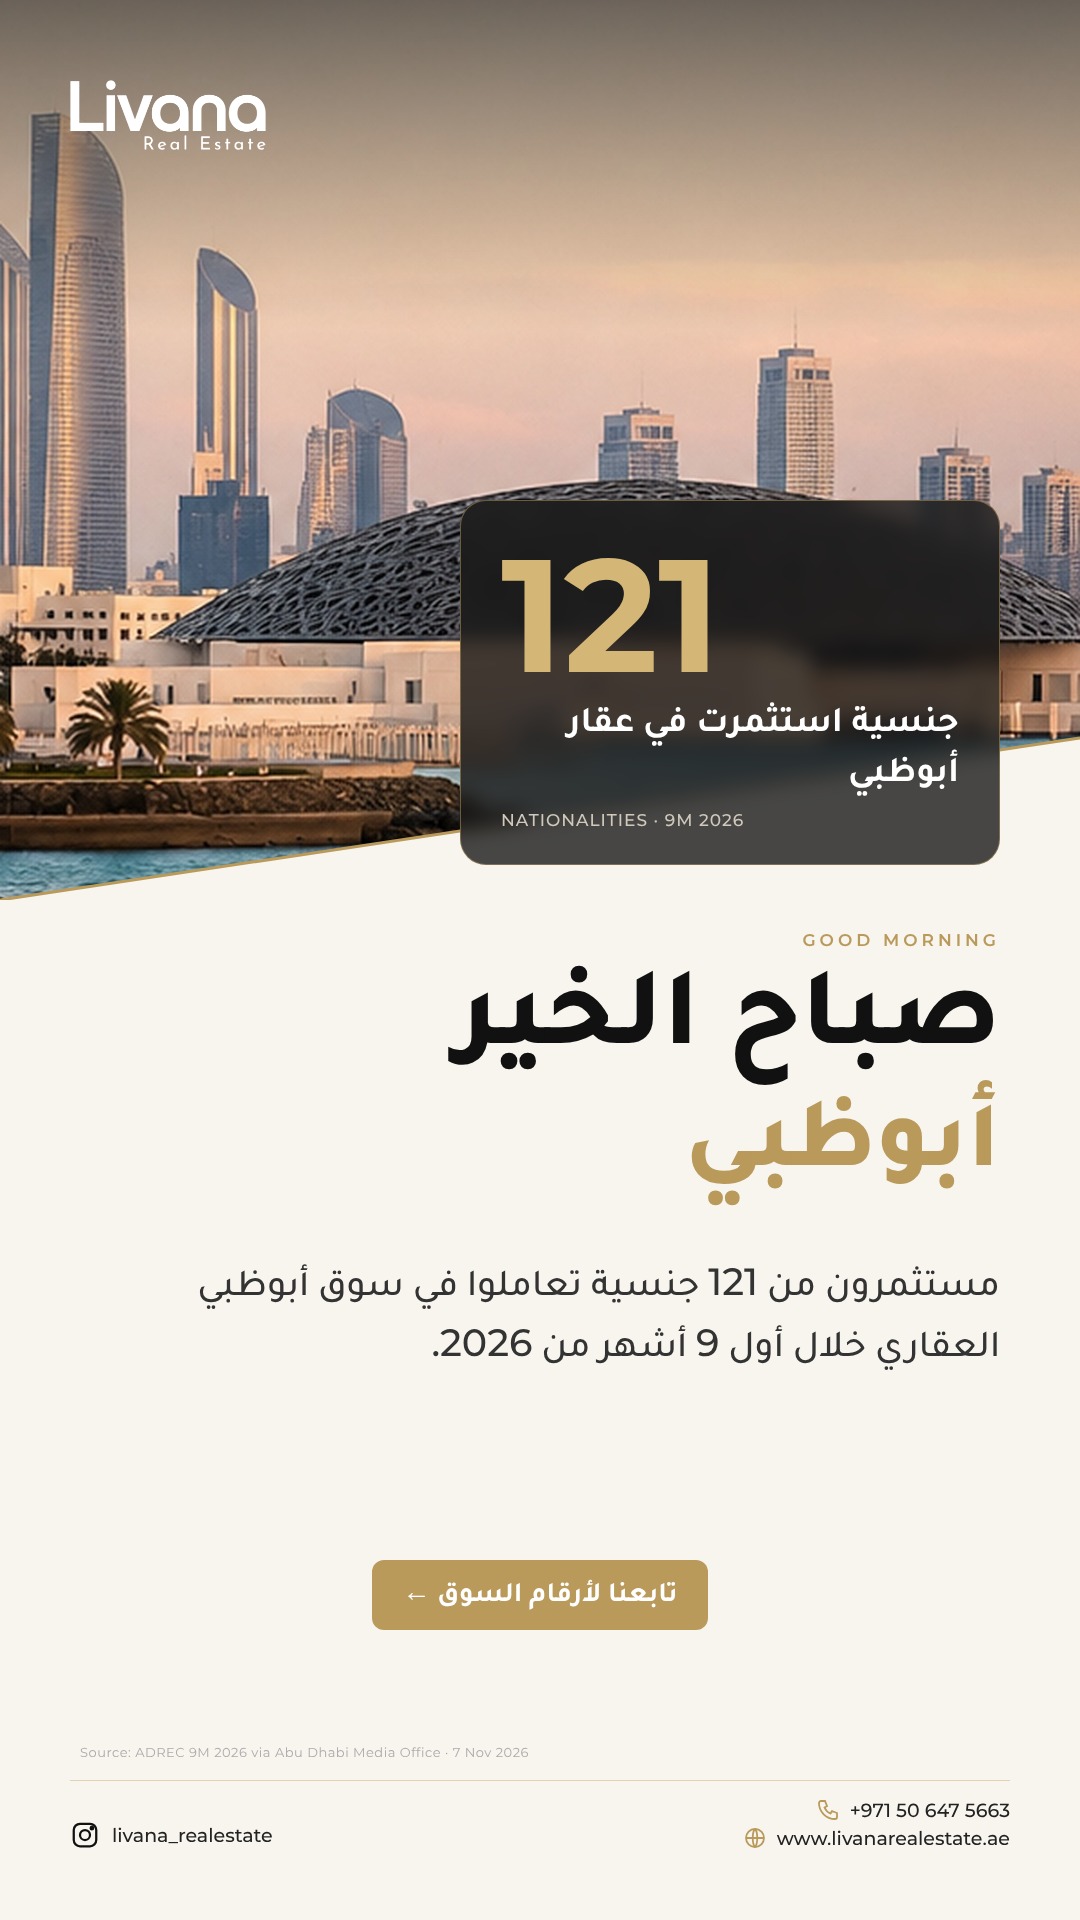 Livana
Real Estate
121
جنسية استثمرت في عقار
أبوظبي
NATIONALITIES · 9M 2026
GOOD MORNING
صباح الخير
أبوظبي
مستثمرون من 121 جنسية تعاملوا في سوق أبوظبي
العقاري خلال أول 9 أشهر من 2026.
تابعنا لأرقام السوق ←
Source: ADREC 9M 2026 via Abu Dhabi Media Office · 7 Nov 2026
livana_realestate
+971 50 647 5663
www.livanarealestate.ae